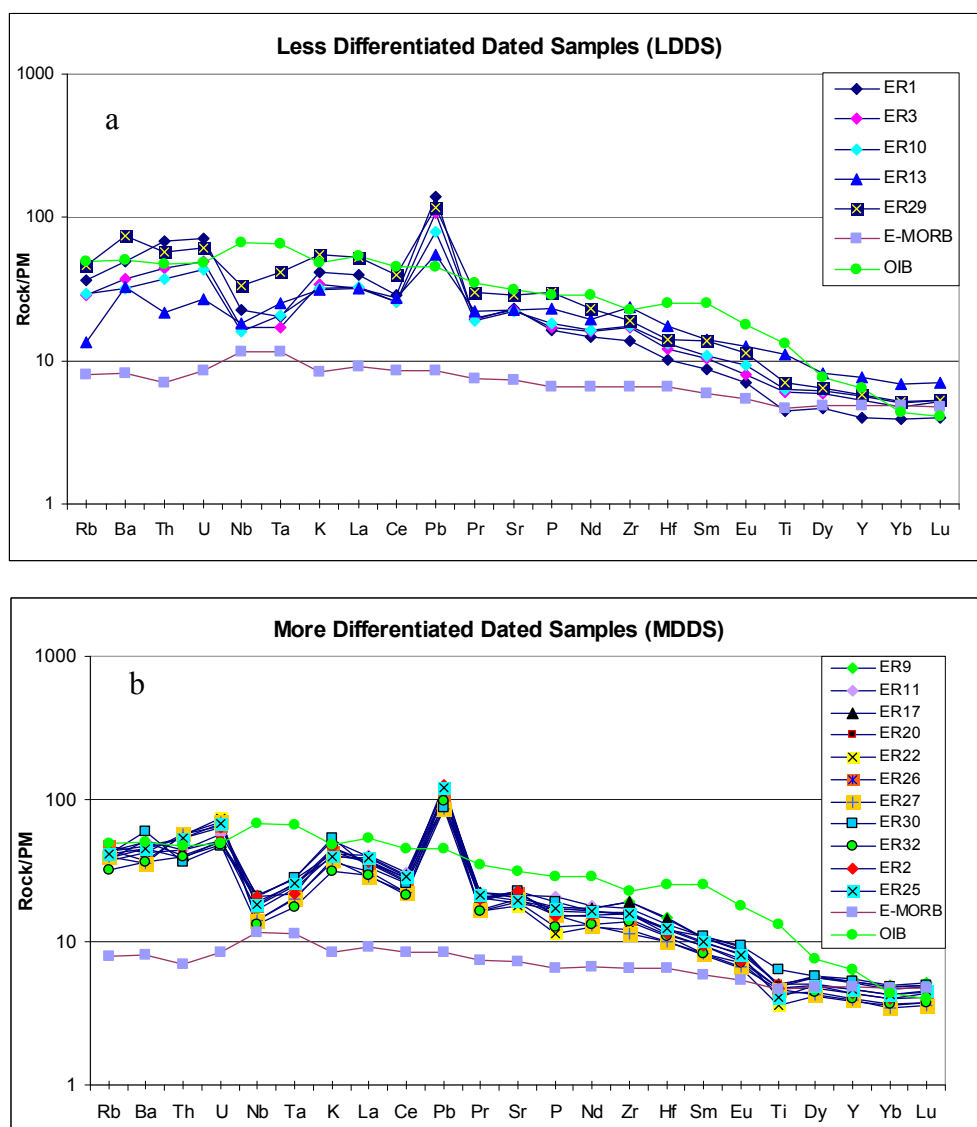 Less Differentiated Dated Samples (LDDS)
Rock/PM
1000
100
10
1
a
ER1
ER3
ER10
ER13
ER29
E-MORB
OIB
Rb Ba Th U Nb Ta K La Ce Pb Pr Sr P Nd Zr Hf Sm Eu Ti Dy Y Yb Lu
More Differentiated Dated Samples (MDDS)
Rock/PM
1000
100
10
1
b
ER9
ER11
ER17
ER20
ER22
ER26
ER27
ER30
ER32
ER2
ER25
E-MORB
OIB
Rb Ba Th U Nb Ta K La Ce Pb Pr Sr P Nd Zr Hf Sm Eu Ti Dy Y Yb Lu